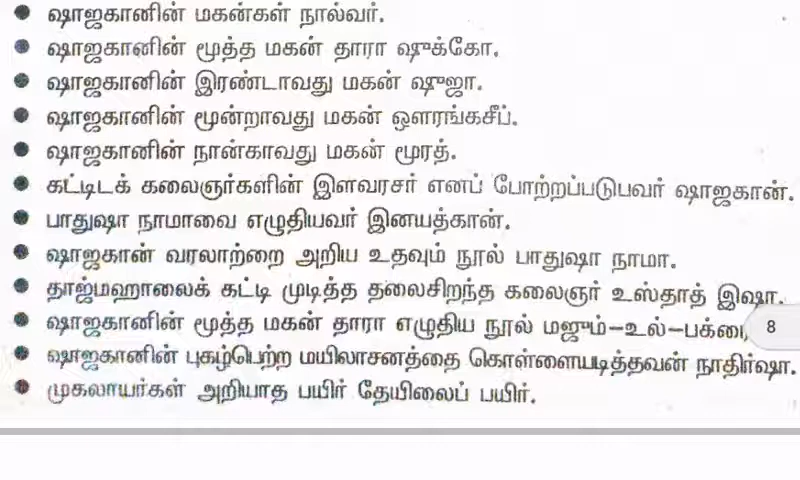 ● ஷாஜகானின் மகன்கள் நால்வர்.
● ஷாஜகானின் மூத்த மகன் தாரா ஷுக்கோ.
● ஷாஜகானின் இரண்டாவது மகன் ஷுஜா.
● ஷாஜகானின் மூன்றாவது மகன் ஔரங்கசீப்.
● ஷாஜகானின் நான்காவது மகன் மூரத்.
● கட்டிடக் கலைஞர்களின் இளவரசர் எனப் போற்றப்படுபவர் ஷாஜகான்.
● பாதுஷா நாமாவை எழுதியவர் இனயத்கான்.
● ஷாஜகான் வரலாற்றை அறிய உதவும் நூல் பாதுஷா நாமா.
● தாஜ்மஹாலைக் கட்டி முடித்த தலைசிறந்த கலைஞர் உஸ்தாத் இஷா.
● ஷாஜகானின் மூத்த மகன் தாரா எழுதிய நூல் மஜும்-உல்- 8
● ஷாஜகானின் புகழ்பெற்ற மயிலாசனத்தை கொள்ளையடித்தவன் நாதிர்ஷா.
● முகலாயர்கள் அறியாத பயிர் தேயிலைப் பயிர்.